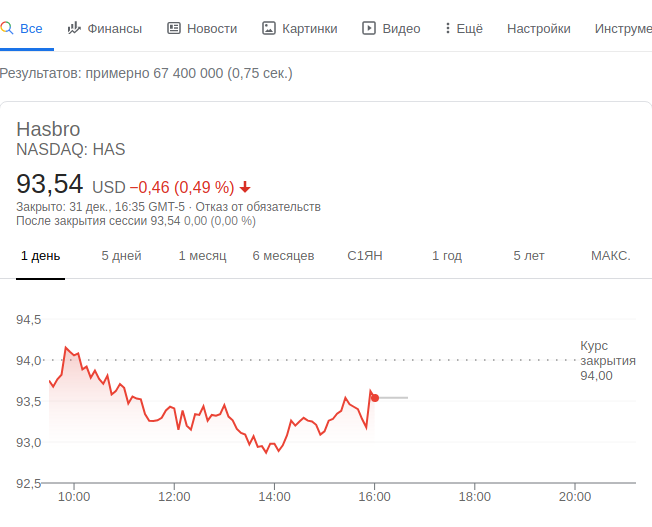 Все Финансы Новости Картинки Видео Ещё Настройки Инструме
Результатов: примерно 67 400 000 (0,75 сек.)
Hasbro
NASDAQ: HAS
93,54 USD −0,46 (0,49 %)
Закрыто: 31 дек., 16:35 GMT-5 · Отказ от обязательств
После закрытия сессии 93,54 0,00 (0,00 %)
1 день 5 дней 1 месяц 6 месяцев С1ЯН 1 год 5 лет МАКС.
94,5
94,0
93,5
93,0
92,5
Курс
закрытия
94,00
10:00 12:00 14:00 16:00 18:00 20:00